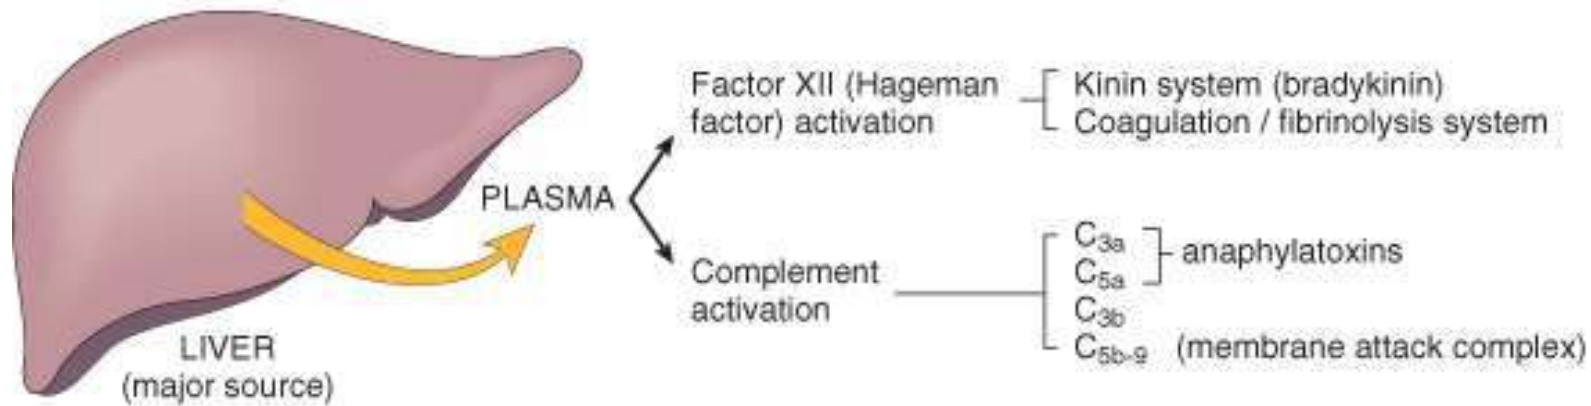 Factor XII (Hageman
factor) activation
Kinin system (bradykinin)
Coagulation / fibrinolysis system
PLASMA
Complement
activation
C3a
C5a
anaphylatoxins
C3b
C5b-9 (membrane attack complex)
LIVER
(major source)